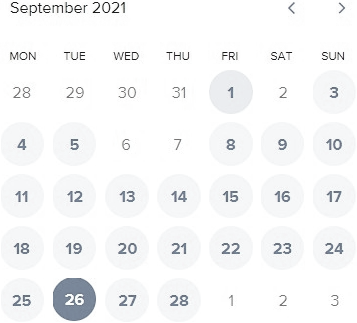 September 2021
MON TUE WED THU FRI SAT SUN
28 29 30 31 1 2 3
4 5 6 7 8 9 10
11 12 13 14 15 16 17
18 19 20 21 22 23 24
25 26 27 28 1 2 3